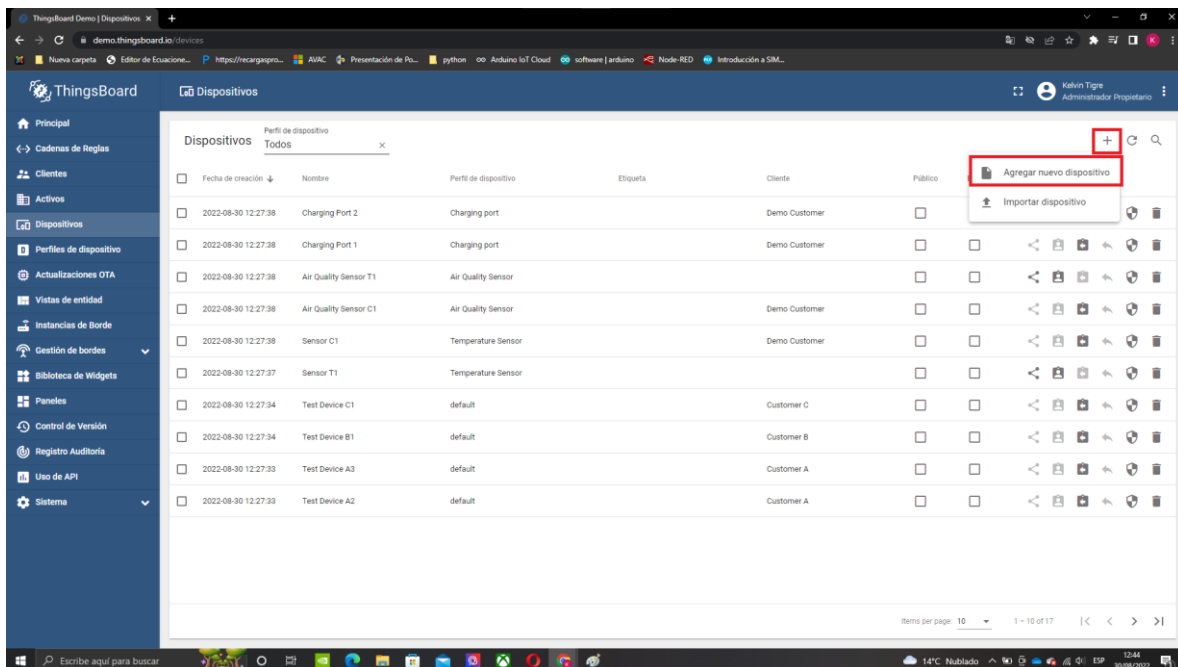 ThingsBoard Demo | Dispositivos
demo.thingsboard.io/devices
Nueva carpeta Editor de Ecuacione... https://recargaspro... AVAC Presentación de Po... python Arduino IoT Cloud software | arduino Node-RED Introducción a SIM...
ThingsBoard
Dispositivos
Kelvin Tigre
Administrador Propietario
Principal
Cadenas de Reglas
Clientes
Activos
Dispositivos
Perfiles de dispositivo
Actualizaciones OTA
Vistas de entidad
Instancias de Borde
Gestión de bordes
Biblioteca de Widgets
Paneles
Control de Versión
Registro Auditoría
Uso de API
Sistema
Dispositivos
Perfil de dispositivo
Todos
Agregar nuevo dispositivo
Importar dispositivo
Fecha de creación Nombre Perfil de dispositivo Etiqueta Cliente Público
2022-08-30 12:27:38 Charging Port 2 Charging port Demo Customer
2022-08-30 12:27:38 Charging Port 1 Charging port Demo Customer
2022-08-30 12:27:38 Air Quality Sensor T1 Air Quality Sensor
2022-08-30 12:27:38 Air Quality Sensor C1 Air Quality Sensor Demo Customer
2022-08-30 12:27:38 Sensor C1 Temperature Sensor Demo Customer
2022-08-30 12:27:37 Sensor T1 Temperature Sensor
2022-08-30 12:27:34 Test Device C1 default Customer C
2022-08-30 12:27:34 Test Device B1 default Customer B
2022-08-30 12:27:33 Test Device A3 default Customer A
2022-08-30 12:27:33 Test Device A2 default Customer A
Items per page: 10 1 – 10 of 17
Escribe aquí para buscar
14°C Nublado ESP 12:44
30/08/2022